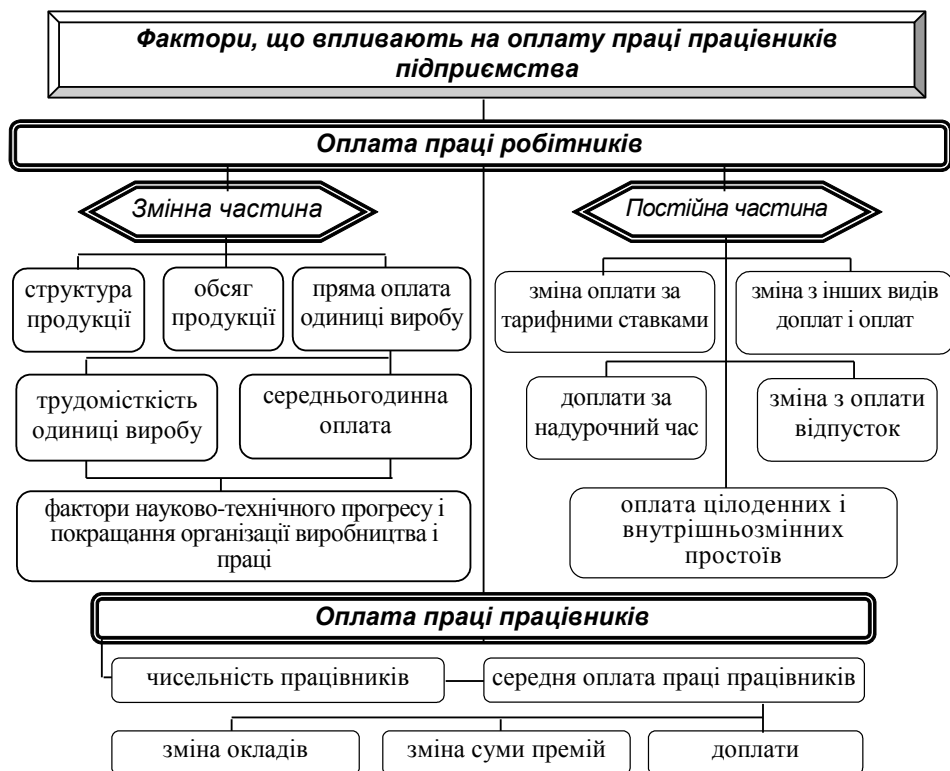 Фактори, що впливають на оплату праці працівників
підприємства
Оплата праці робітників
Змінна частина
Постійна частина
структура
продукції
обсяг
продукції
пряма оплата
одиниці виробу
зміна оплати за
тарифними ставками
зміна з інших видів
доплат і оплат
трудомісткість
одиниці виробу
середньогодинна
оплата
доплати за
надурочний час
зміна з оплати
відпусток
фактори науково-технічного прогресу і
покращання організації виробництва і
праці
оплата цілоденних і
внутрішньозмінних
простоїв
Оплата праці працівників
чисельність працівників
середня оплата праці працівників
зміна окладів
зміна суми премій
доплати